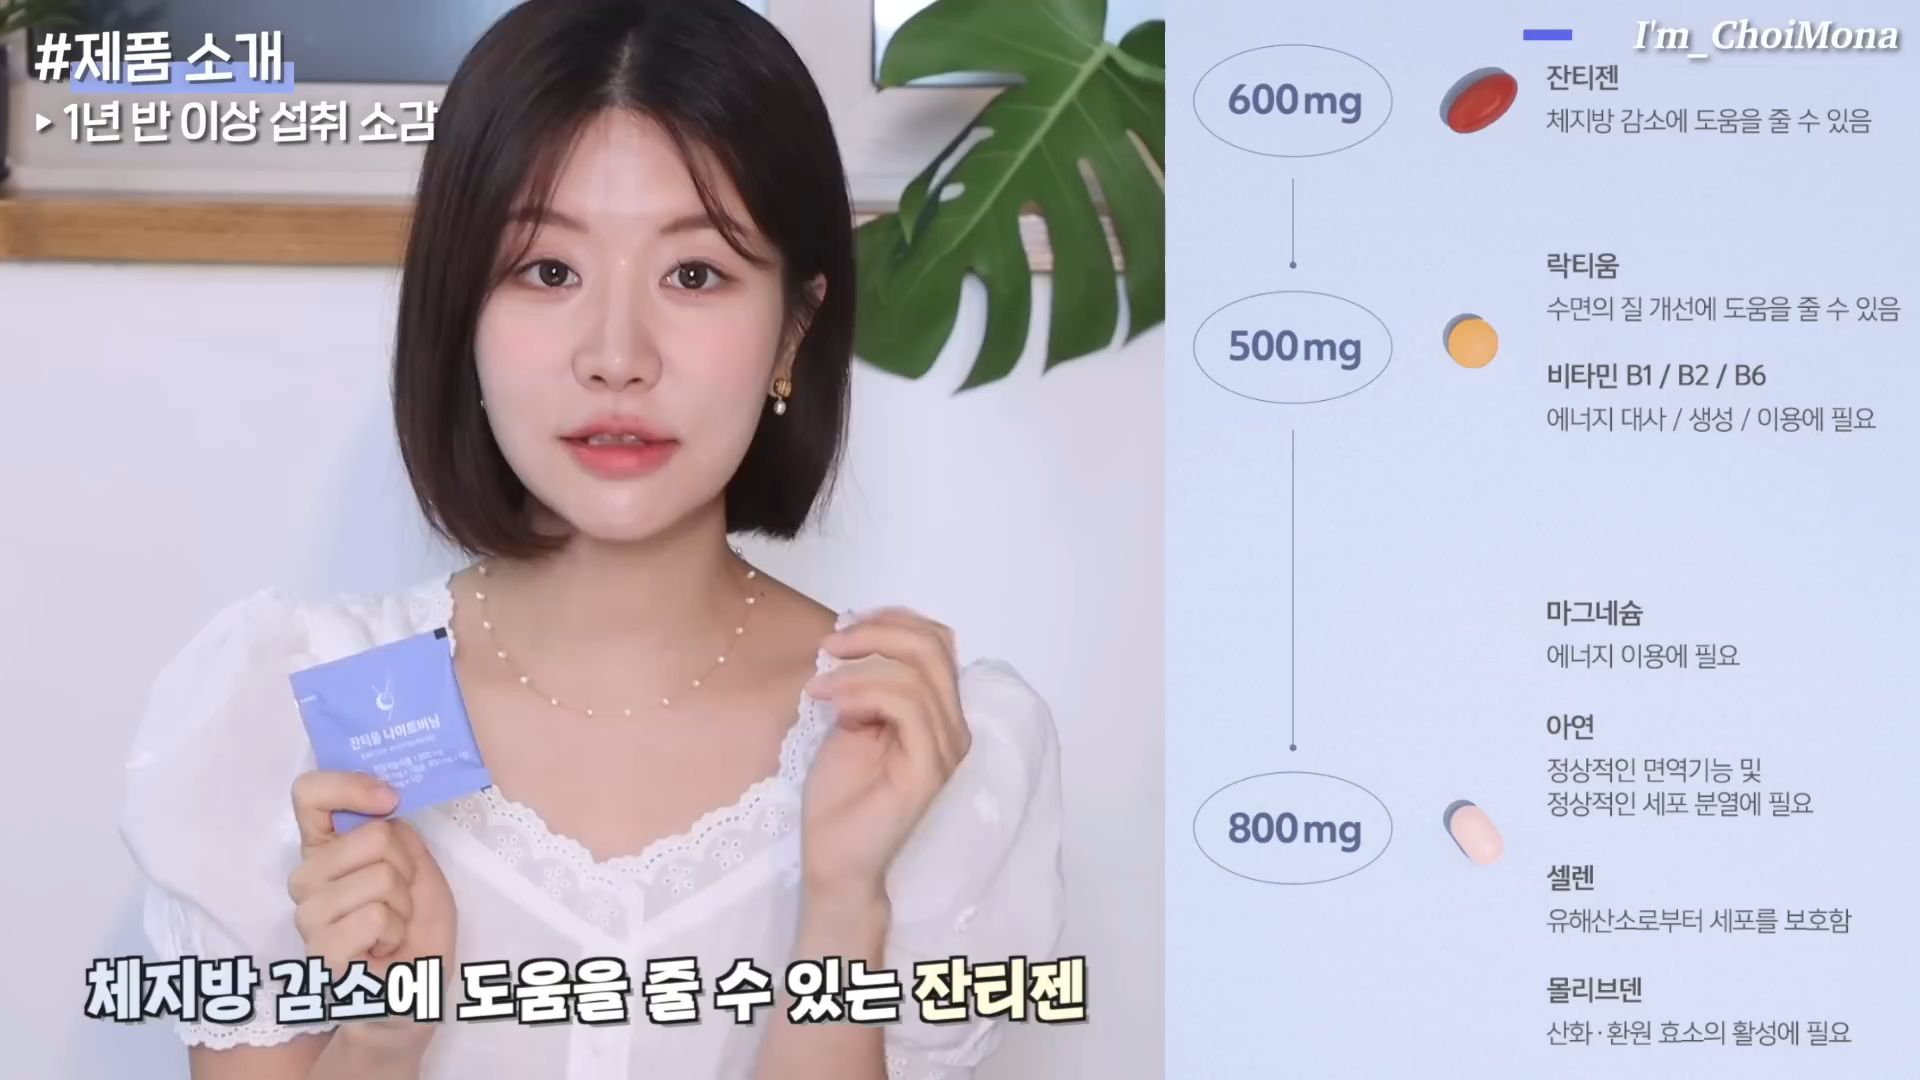 #제품 소개
▸ 1년 반 이상 섭취 소감
I'm_ChoiMona
600mg
잔티젠
체지방 감소에 도움을 줄 수 있음
500mg
락티움
수면의 질 개선에 도움을 줄 수 있음
비타민 B1 / B2 / B6
에너지 대사 / 생성 / 이용에 필요
800mg
마그네슘
에너지 이용에 필요
아연
정상적인 면역기능 및
정상적인 세포 분열에 필요
셀렌
유해산소로부터 세포를 보호함
몰리브덴
산화·환원 효소의 활성에 필요
잔티플 나이트버닝
체지방 감소에 도움을 줄 수 있는 잔티젠